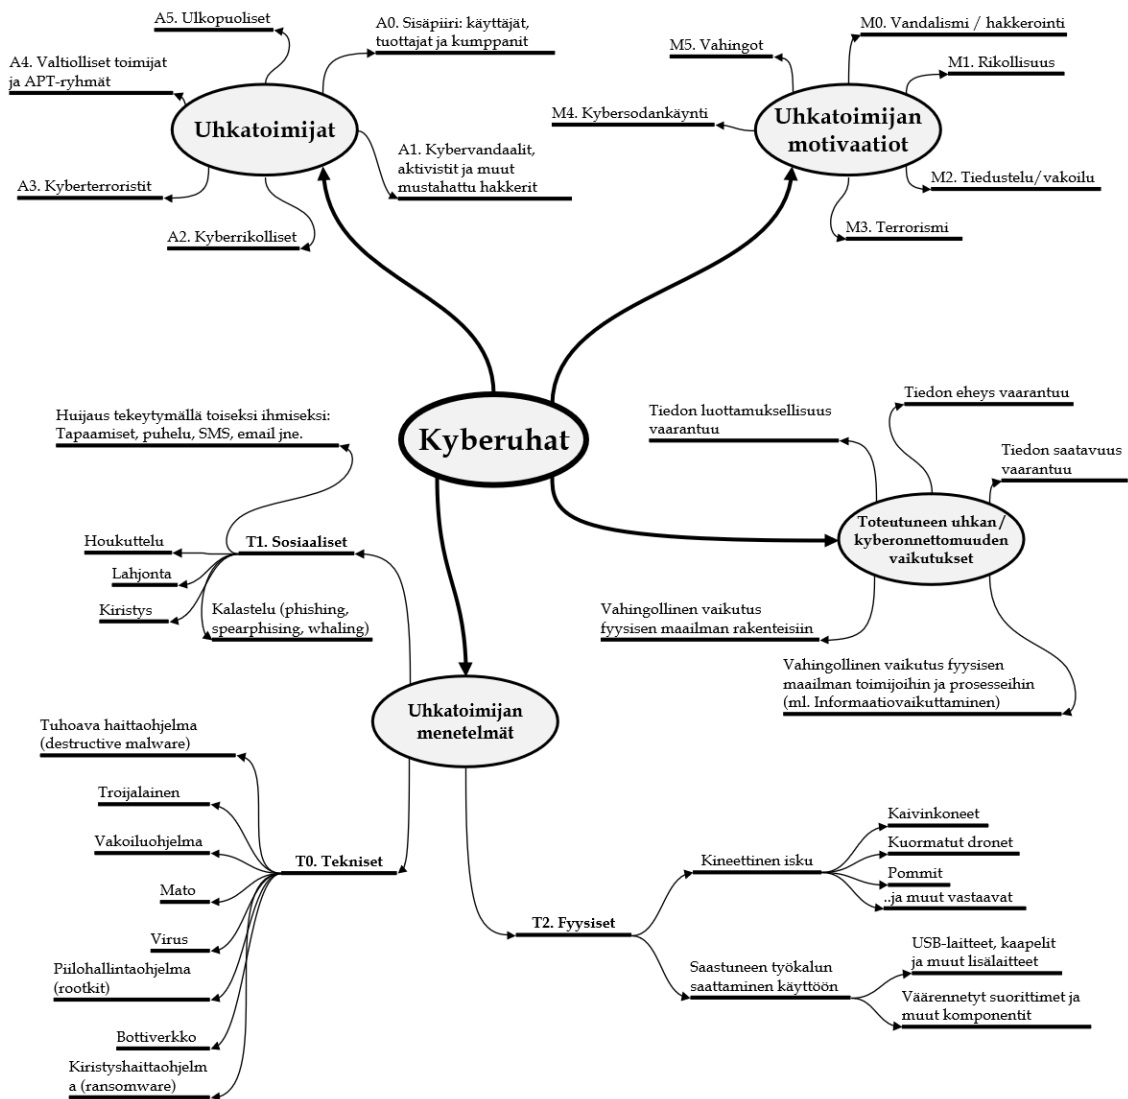 A5. Ulkopuoliset
A0. Sisäpiiri: käyttäjät,
tuottajat ja kumppanit
A4. Valtiolliset toimijat
ja APT-ryhmät
Uhkatoimijat
A1. Kybervandaalit,
aktivistit ja muut
mustahattu hakkerit
A3. Kyberterroristit
A2. Kyberrikolliset
M0. Vandalismi / hakkerointi
M5. Vahingot
M1. Rikollisuus
M4. Kybersodankäynti
Uhkatoimijan
motivaatiot
M2. Tiedustelu/vakoilu
M3. Terrorismi
Kyberuhat
Tiedon eheys vaarantuu
Tiedon luottamuksellisuus
vaarantuu
Tiedon saatavuus
vaarantuu
Toteutuneen uhkan/
kyberonnettomuuden
vaikutukset
Vahingollinen vaikutus
fyysisen maailman rakenteisiin
Vahingollinen vaikutus fyysisen
maailman toimijoihin ja prosesseihin
(ml. Informaatiovaikuttaminen)
Huijaus tekeytymällä toiseksi ihmiseksi:
Tapaamiset, puhelu, SMS, email jne.
T1. Sosiaaliset
Houkuttelu
Lahjonta
Kiristys
Kalastelu (phishing,
spearphising, whaling)
Uhkatoimijan
menetelmät
Tuhoava haittaohjelma
(destructive malware)
Troijalainen
Vakoiluohjelma
T0. Tekniset
Mato
Virus
Piilohallintaohjelma
(rootkit)
Bottiverkko
Kiristyshaittaohjelm
a (ransomware)
T2. Fyysiset
Kineettinen isku
Kaivinkoneet
Kuormatut dronet
Pommit
..ja muut vastaavat
Saastuneen työkalun
saattaminen käyttöön
USB-laitteet, kaapelit
ja muut lisälaitteet
Väärennetyt suorittimet ja
muut komponentit